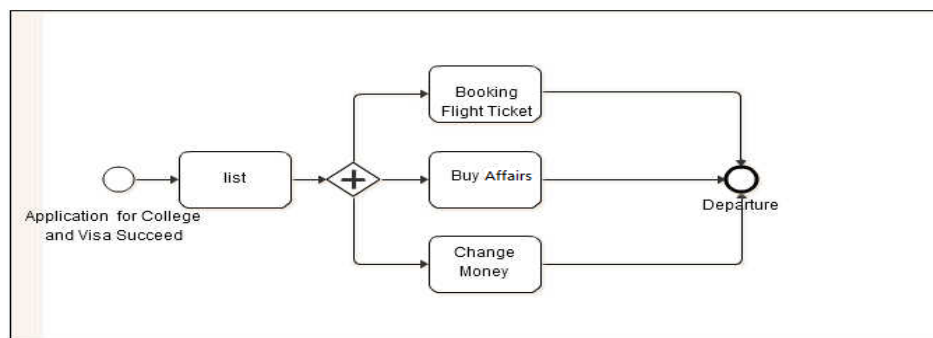 Application for College
and Visa Succeed
list
Booking
Flight Ticket
Buy Affairs
Change
Money
Departure